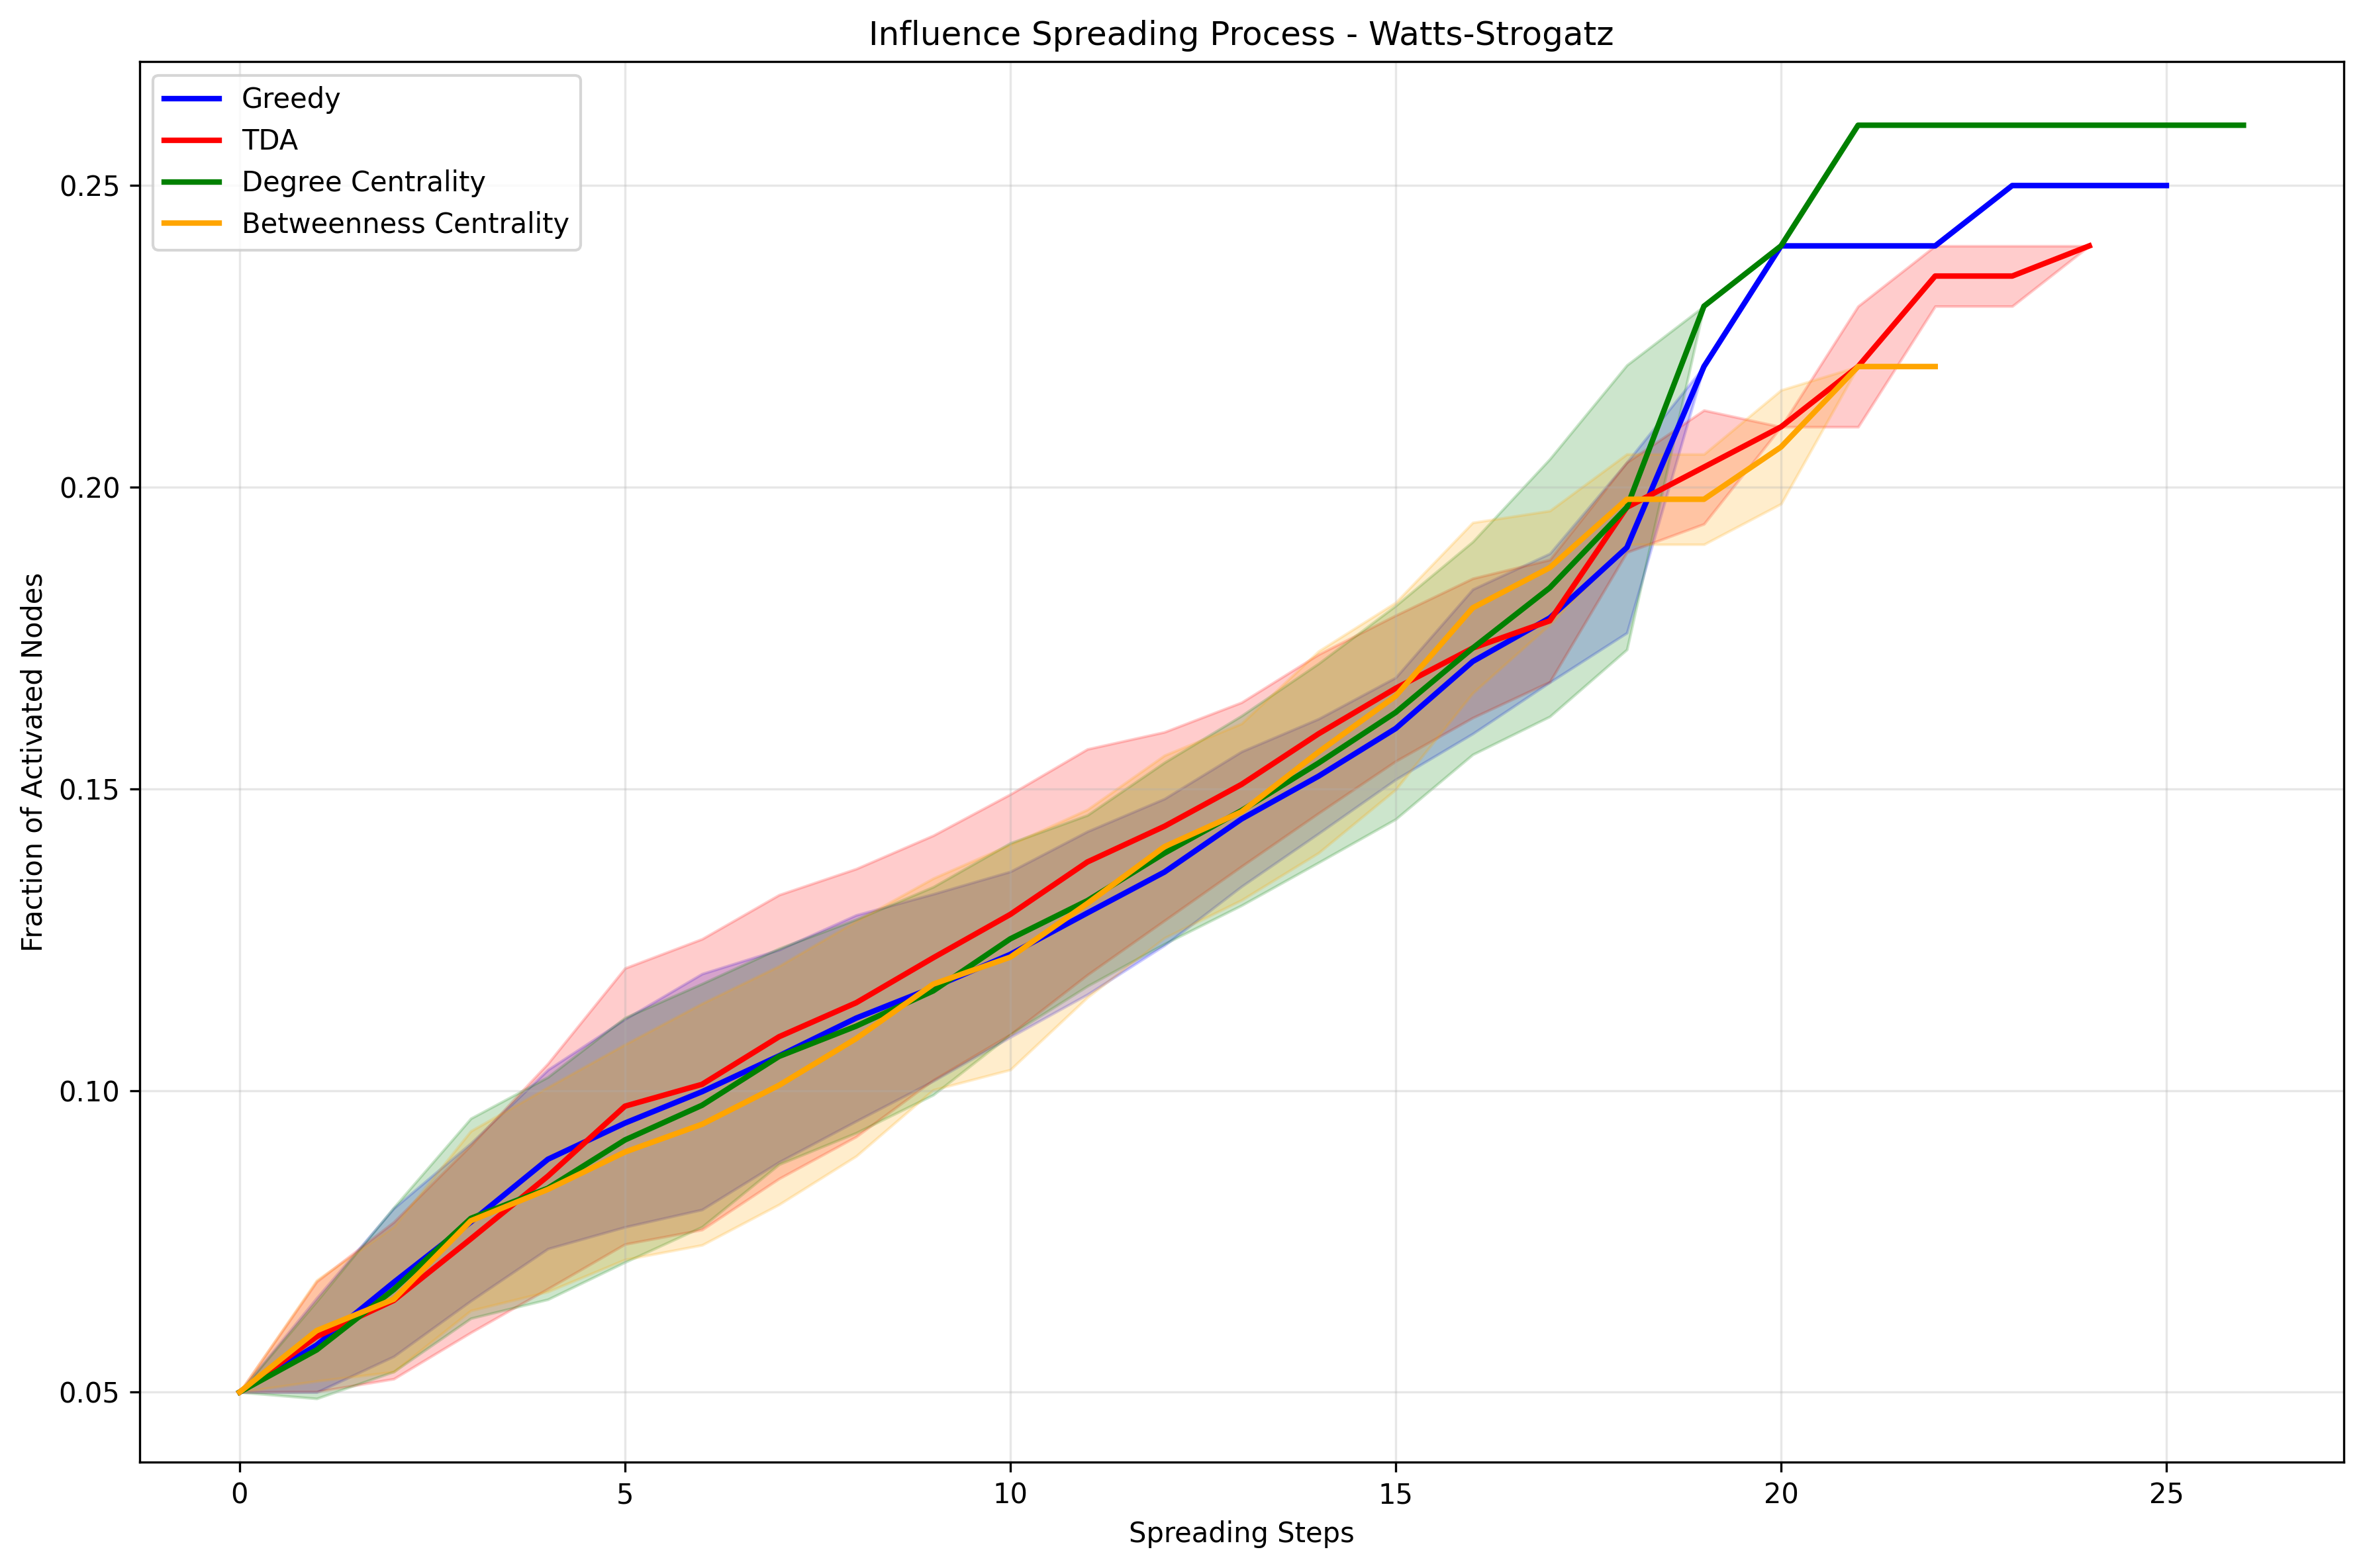 Influence Spreading Process - Watts-Strogatz
Greedy
TDA
Degree Centrality
Betweenness Centrality
Fraction of Activated Nodes
0.25
0.20
0.15
0.10
0.05
0 5 10 15 20 25
Spreading Steps